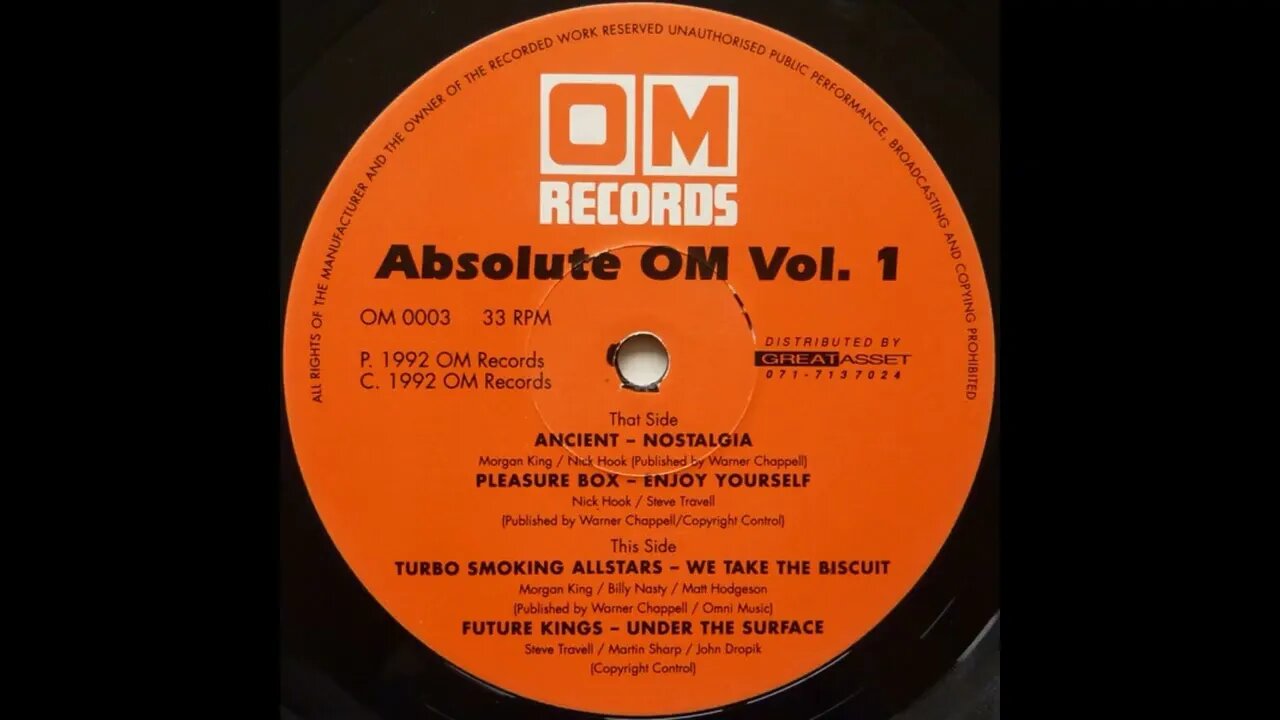 ALL RIGHTS OF THE MANUFACTURER AND THE OWNER OF THE RECORDED WORK RESERVED UNAUTHORISED PUBLIC PERFORMANCE, BROADCASTING AND COPYING PROHIBITED
OM
RECORDS
Absolute OM Vol. 1
OM 0003 33 RPM
P. 1992 OM Records
C. 1992 OM Records
DISTRIBUTED BY
GREAT ASSET
071-7137024
That Side
ANCIENT – NOSTALGIA
Morgan King / Nick Hook (Published by Warner Chappell)
PLEASURE BOX – ENJOY YOURSELF
Nick Hook / Steve Travell
(Published by Warner Chappell/Copyright Control)
This Side
TURBO SMOKING ALLSTARS – WE TAKE THE BISCUIT
Morgan King / Billy Nasty / Matt Hodgeson
(Published by Warner Chappell / Omni Music)
FUTURE KINGS – UNDER THE SURFACE
Steve Travell / Martin Sharp / John Dropik
(Copyright Control)